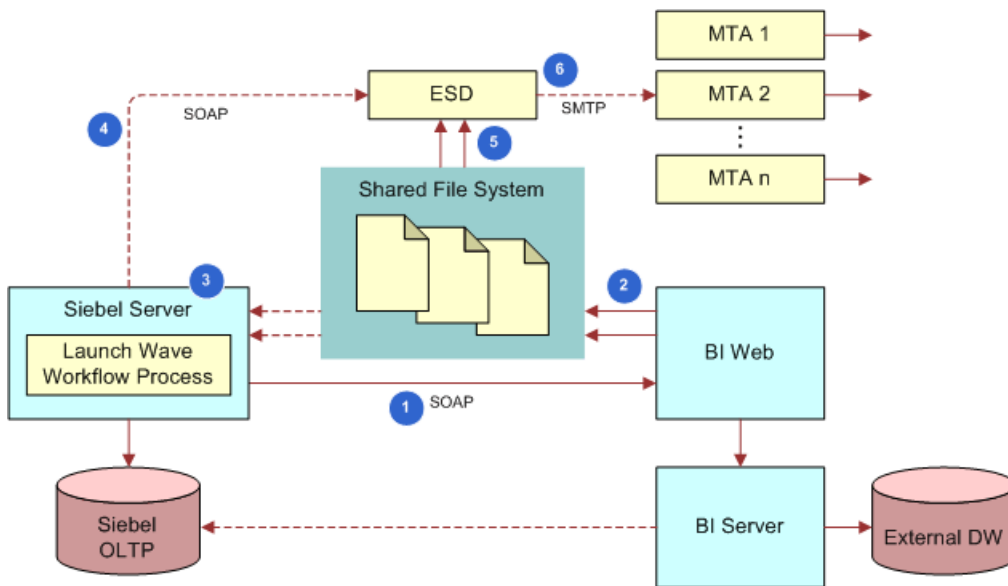 MTA 1
6
ESD
MTA 2
SOAP
SMTP
4
5
MTA n
Shared File System
3
2
Siebel Server
Launch Wave
Workflow Process
BI Web
1
SOAP
Siebel
OLTP
BI Server
External DW